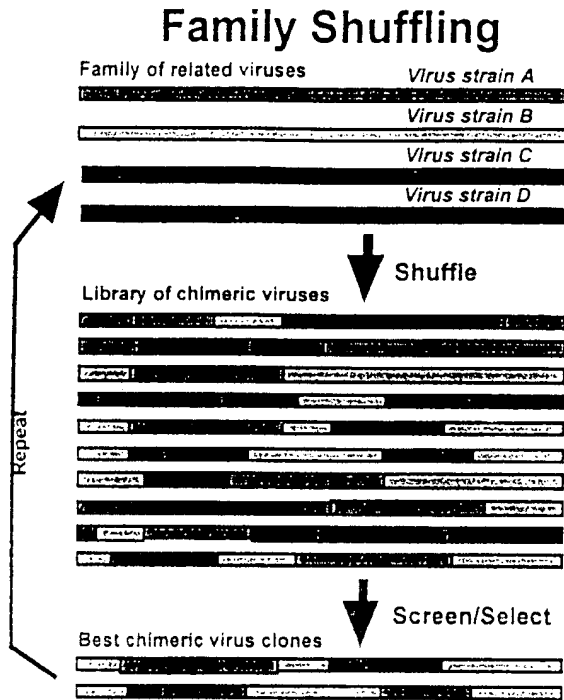 Family Shuffling
Family of related viruses
Virus strain A
Virus strain B
Virus strain C
Virus strain D
Shuffle
Library of chimeric viruses
Repeat
Screen/Select
Best chimeric virus clones